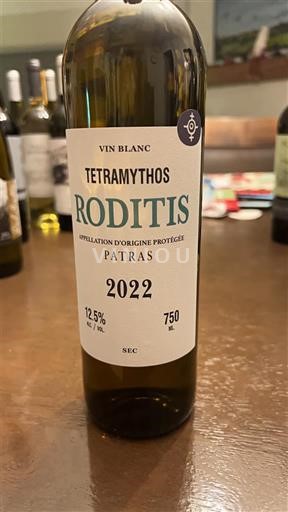 VIN BLANC
TETRAMYTHOS
RODITIS
APPELLATION D'ORIGINE PROTÉGÉE
PATRAS
2022
12.5%
ALC. / VOL.
750
ML.
SEC